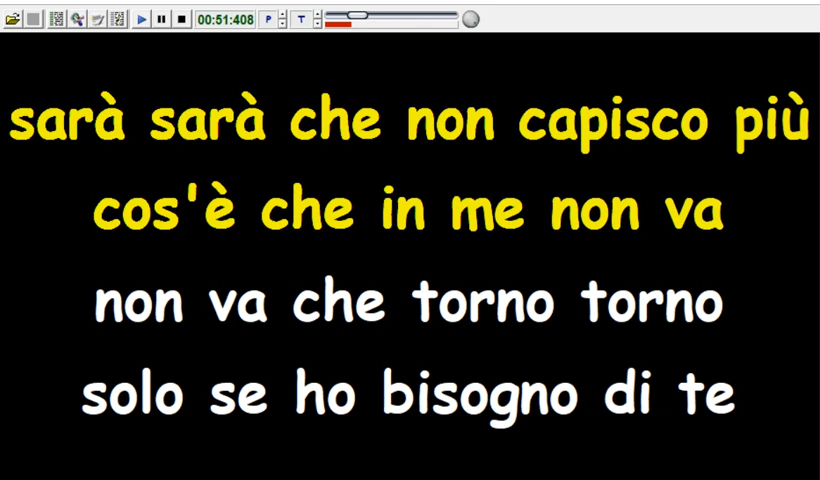 00:51:408 P T
sarà sarà che non capisco più
cos'è che in me non va
non va che torno torno
solo se ho bisogno di te